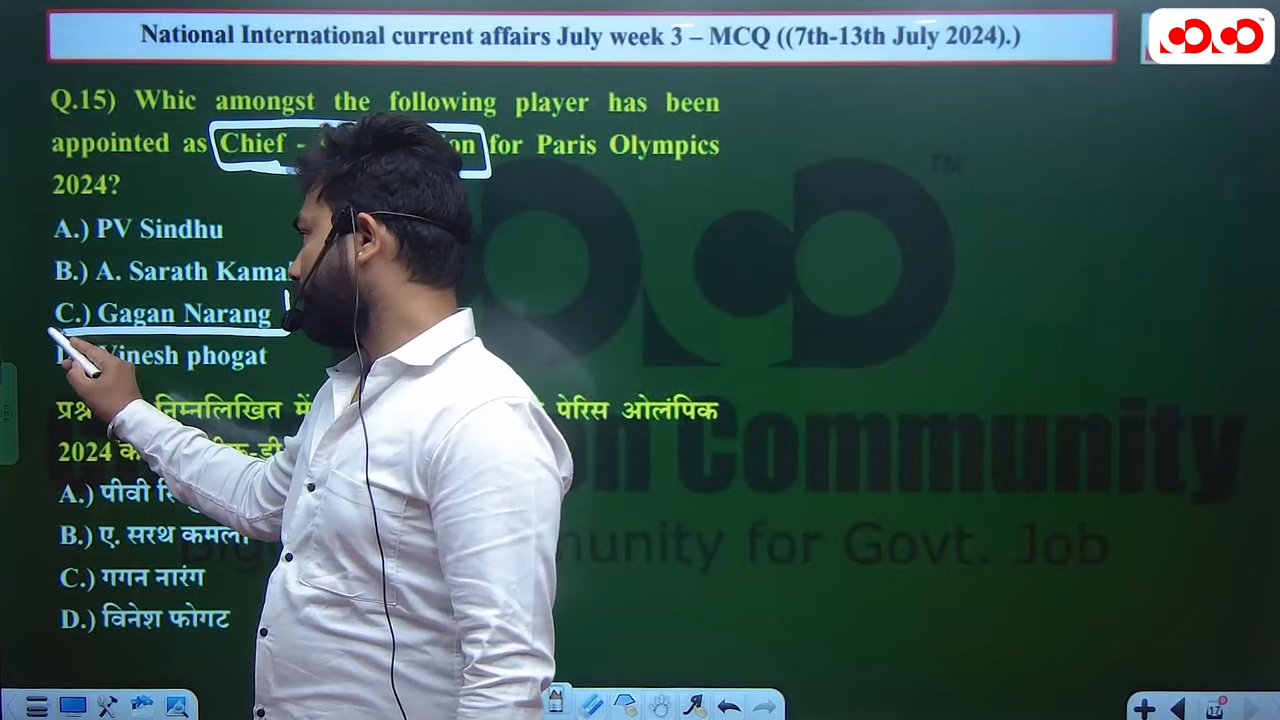 National International current affairs July week 3 – MCQ ((7th-13th July 2024).)
Q.15) Whic amongst the following player has been
appointed as Chief - for Paris Olympics
2024?
A.) PV Sindhu
B.) A. Sarath Kamal
C.) Gagan Narang
Vinesh phogat
निम्नलिखित में पेरिस ओलंपिक
2024
A.) पीवी
B.) ए. सरथ कमल
C.) गगन नारंग
D.) विनेश फोगट
Community
for Govt. Job
TM